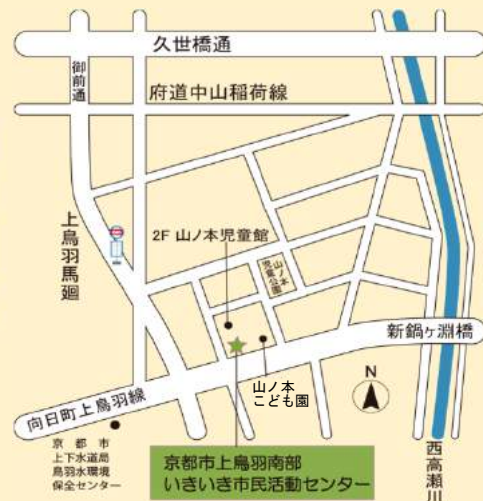 久世橋通
御前通
府道中山稲荷線
上鳥羽馬廻
2F 山ノ本児童館
山ノ本
児童公園
新鍋ヶ淵橋
山ノ本
こども園
N
向日町上鳥羽線
京都市
上下水道局
鳥羽水環境
保全センター
京都市上鳥羽南部
いきいき市民活動センター
西高瀬川